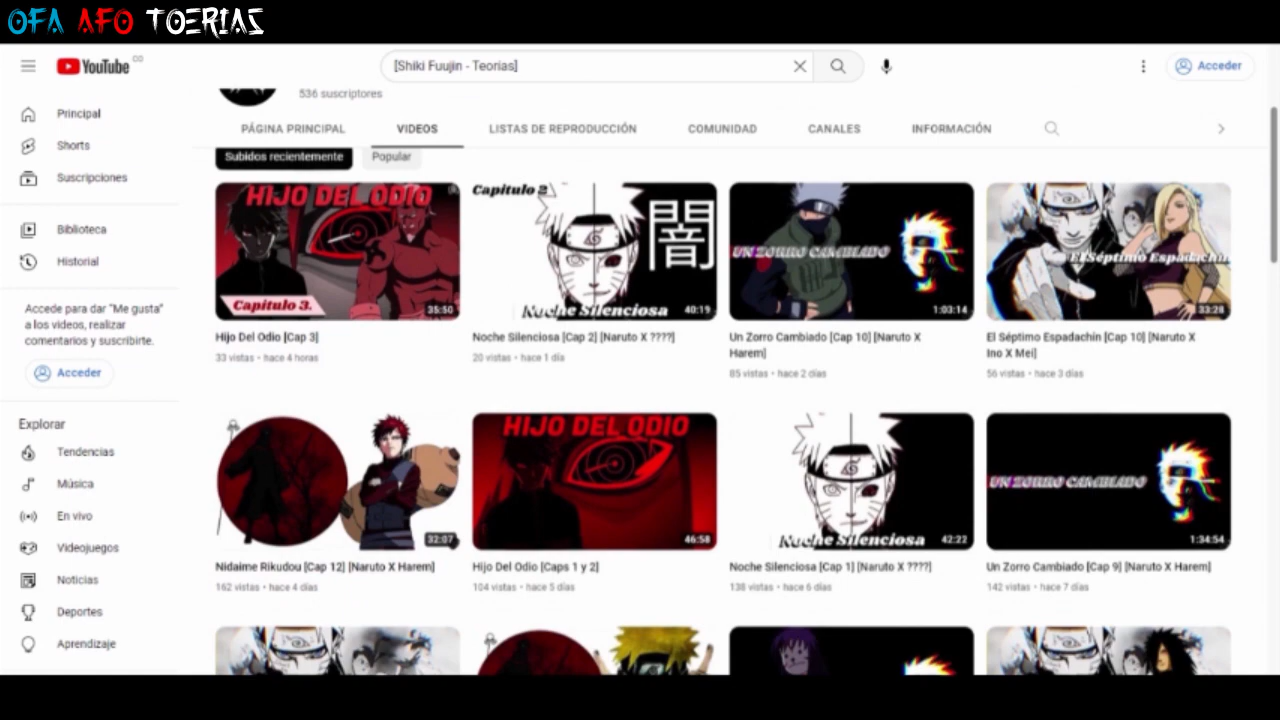 OFA AFO TOERIAS
YouTube CO
[Shiki Fuujin - Teorias]
Acceder
536 suscriptores
PÁGINA PRINCIPAL VIDEOS LISTAS DE REPRODUCCIÓN COMUNIDAD CANALES INFORMACIÓN
Subidos recientemente Popular
Principal
Shorts
Suscripciones
Biblioteca
Historial
Accede para dar "Me gusta"
a los videos, realizar
comentarios y suscribirte.
Acceder
Explorar
Tendencias
Música
En vivo
Videojuegos
Noticias
Deportes
Aprendizaje
HIJO DEL ODIO
Capitulo 3.
35:50
Hijo Del Odio [Cap 3]
33 vistas • hace 4 horas
Capitulo 2
闇
Noche Silenciosa
40:19
Noche Silenciosa [Cap 2] [Naruto X ????]
20 vistas • hace 1 día
UN ZORRO CAMBIADO
1:03:14
Un Zorro Cambiado [Cap 10] [Naruto X
Harem]
85 vistas • hace 2 días
El Séptimo Espadachin
33:28
El Séptimo Espadachín [Cap 10] [Naruto X
Ino X Mei]
56 vistas • hace 3 días
32:07
Nidaime Rikudou [Cap 12] [Naruto X Harem]
162 vistas • hace 4 días
HIJO DEL ODIO
46:58
Hijo Del Odio [Caps 1 y 2]
104 vistas • hace 5 días
Noche Silenciosa
42:22
Noche Silenciosa [Cap 1] [Naruto X ????]
138 vistas • hace 6 días
UN ZORRO CAMBIADO
1:34:54
Un Zorro Cambiado [Cap 9] [Naruto X Harem]
142 vistas • hace 7 días